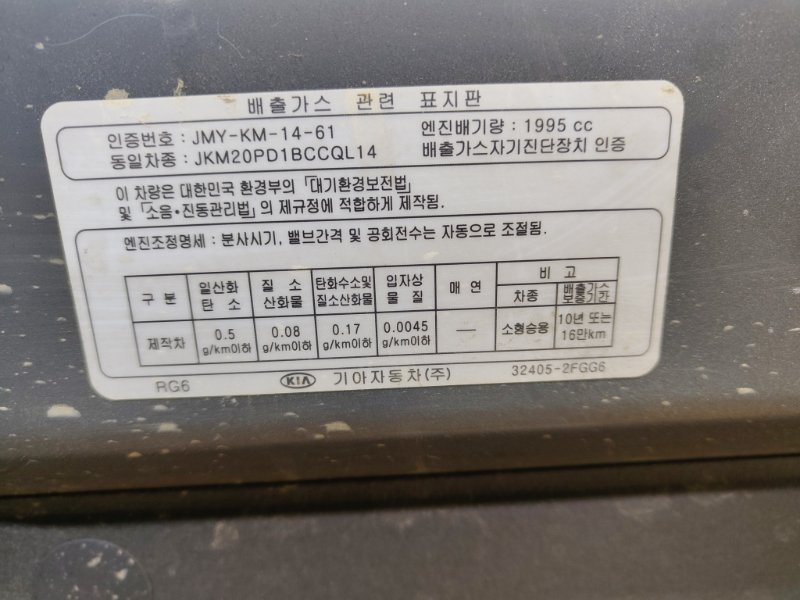 배출가스 관련 표지판
인증번호: JMY-KM-14-61 엔진배기량: 1995 cc
동일차종: JKM20PD1BCCQL14 배출가스자기진단장치 인증
이 차량은 대한민국 환경부의 「대기환경보전법」
및 「소음·진동관리법」의 제규정에 적합하게 제작됨.
엔진조정명세: 분사시기, 밸브간격 및 공회전수는 자동으로 조절됨.
구 분 일산화탄소 질 소산화물 탄화수소및질소산화물 입자상물 질 매 연 비 고
차종 배출가스보증기간
제작차 0.5 g/km이하 0.08 g/km이하 0.17 g/km이하 0.0045 g/km이하 — 소형승용 10년 또는 16만km
RG6 KIA 기아자동차(주) 32405-2FGG6